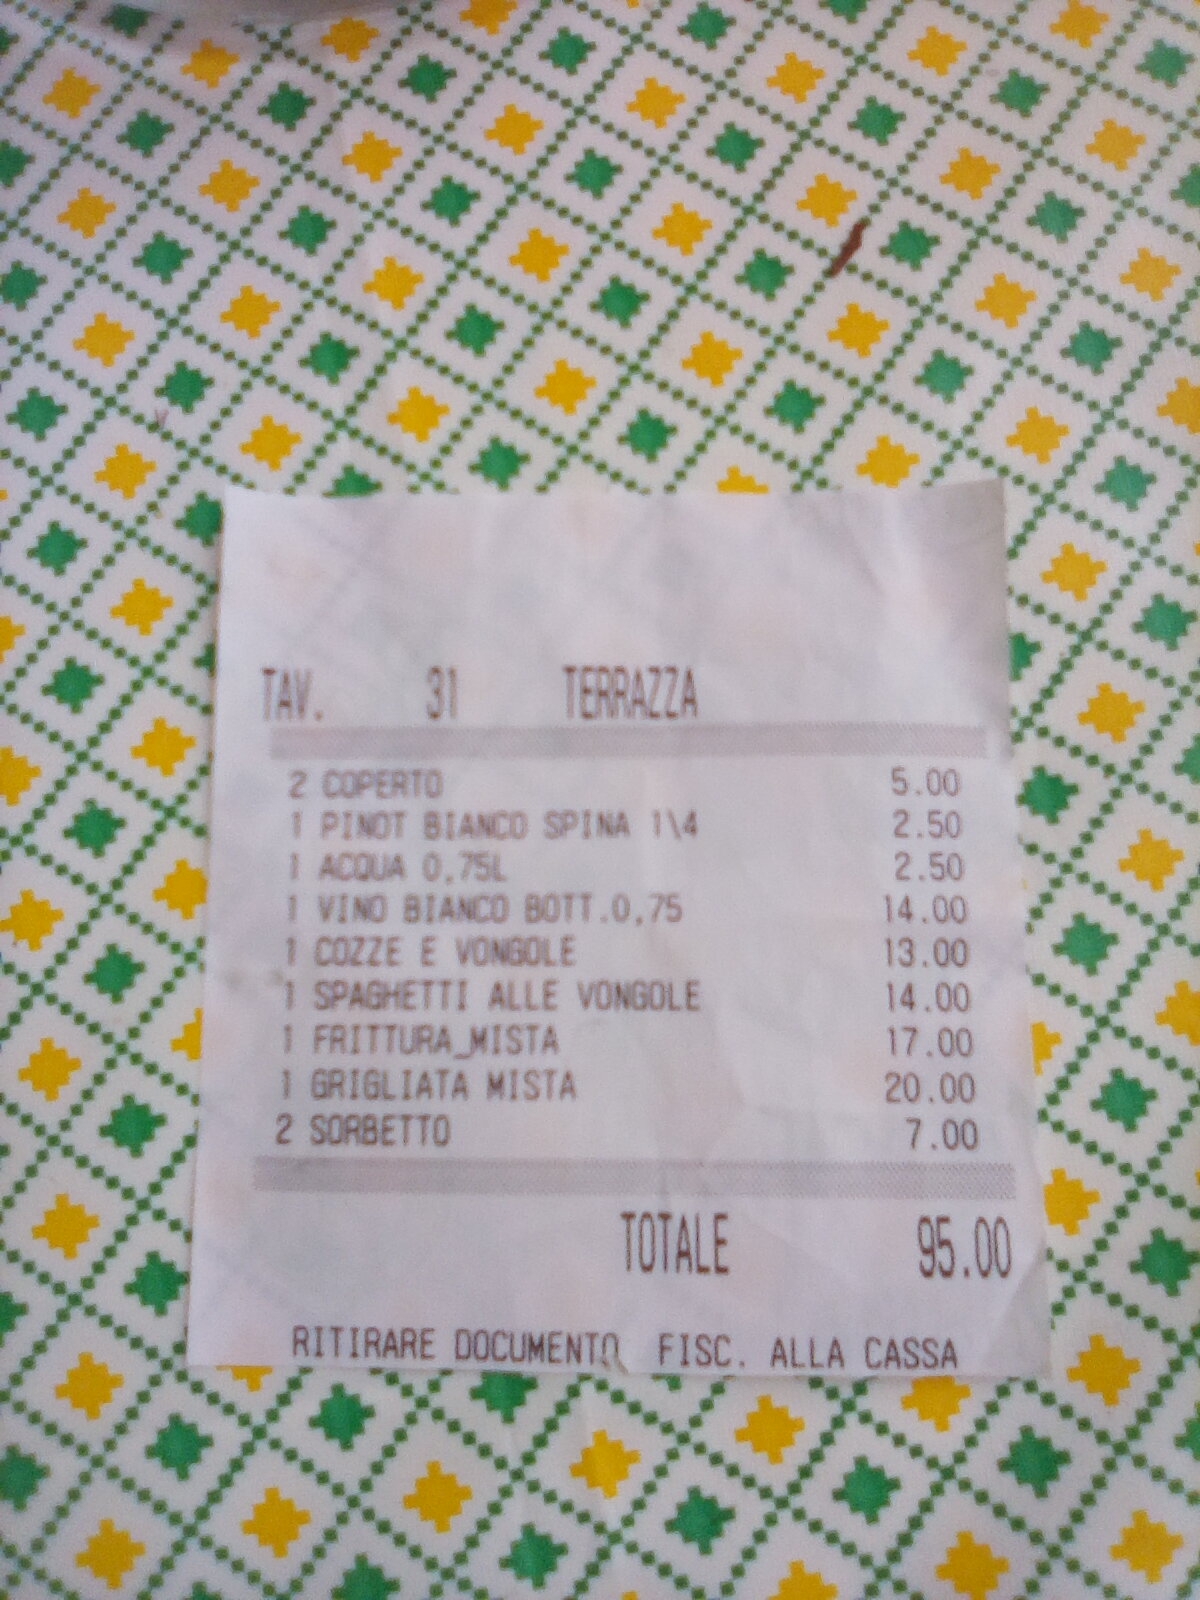 TAV. 31 TERRAZZA
2 COPERTO 5.00
1 PINOT BIANCO SPINA 1\4 2.50
1 ACQUA 0,75L 2.50
1 VINO BIANCO BOTT.0,75 14.00
1 COZZE E VONGOLE 13.00
1 SPAGHETTI ALLE VONGOLE 14.00
1 FRITTURA_MISTA 17.00
1 GRIGLIATA MISTA 20.00
2 SORBETTO 7.00
TOTALE 95.00
RITIRARE DOCUMENTO FISC. ALLA CASSA